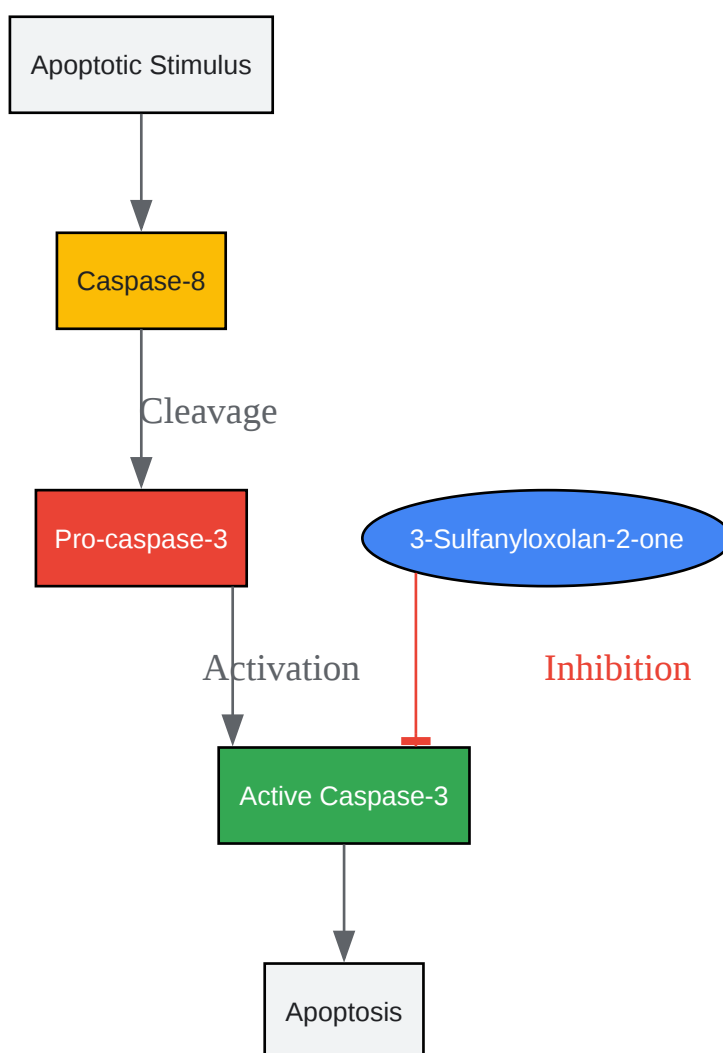 Apoptotic Stimulus
Caspase-8
Cleavage
Pro-caspase-3
3-Sulfanyloxolan-2-one
Activation
Inhibition
Active Caspase-3
Apoptosis